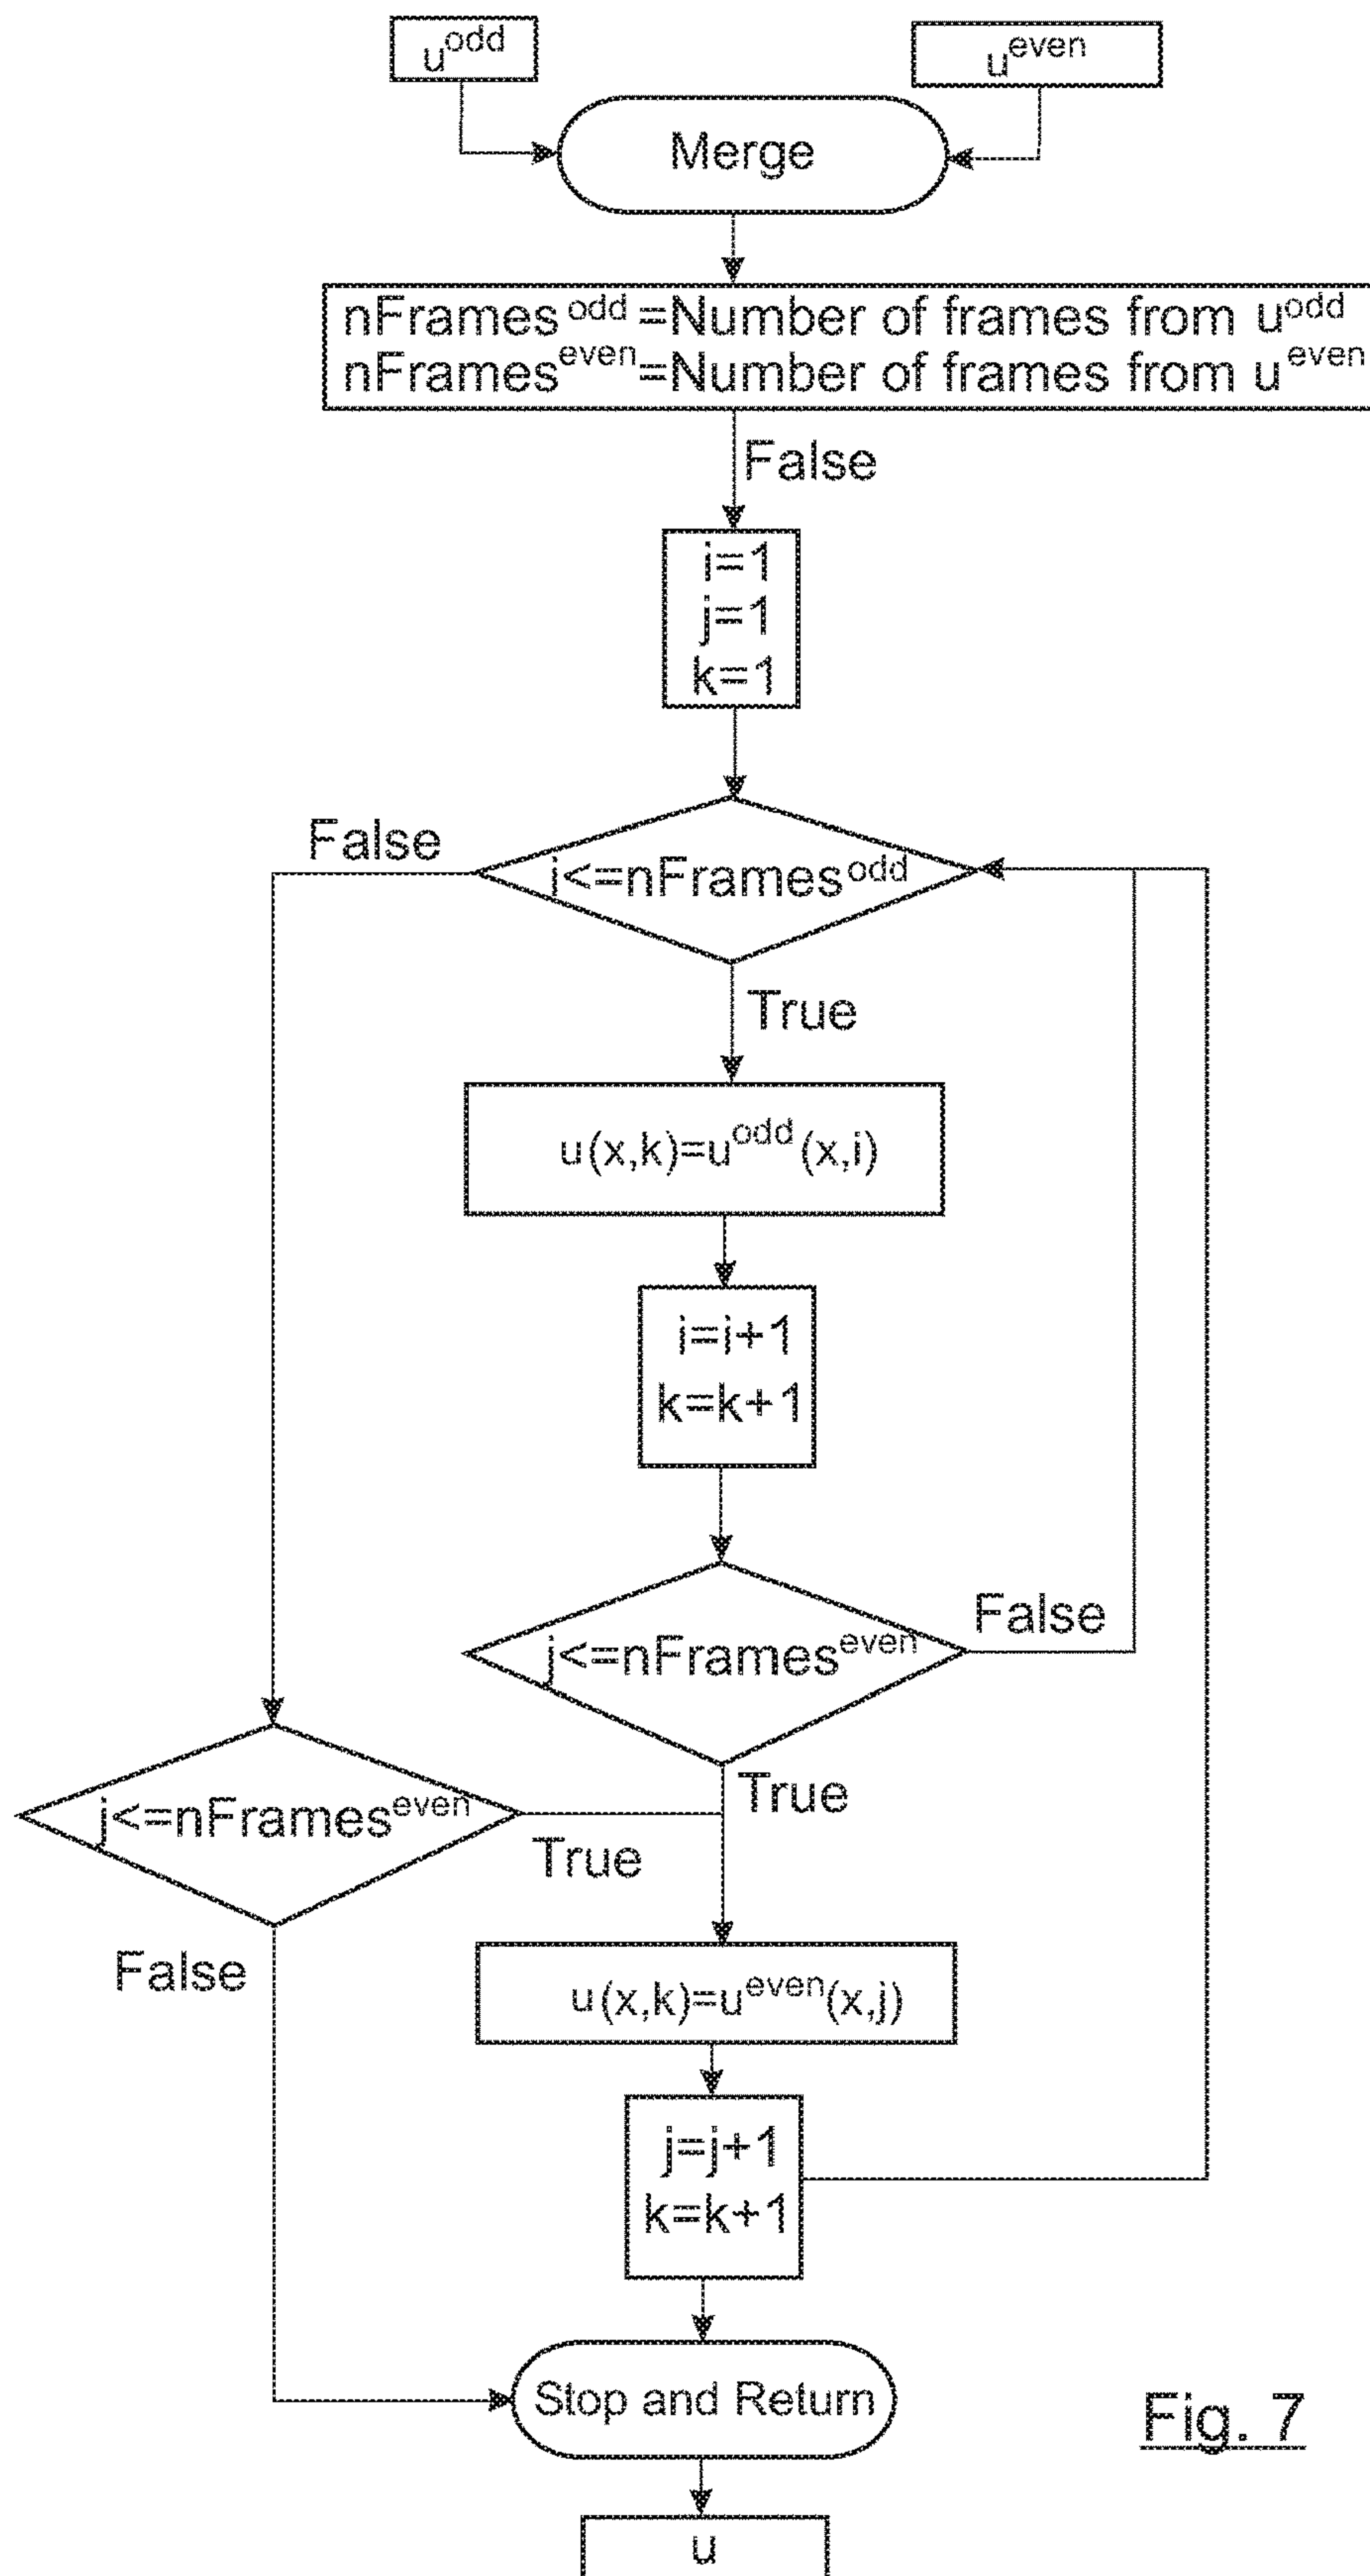 u^odd
u^even
Merge
nFrames^odd=Number of frames from u^odd
nFrames^even=Number of frames from u^even
False
i=1
j=1
k=1
False
i<=nFrames^odd
True
u(x,k)=u^odd(x,i)
i=i+1
k=k+1
j<=nFrames^even
False
True
j<=nFrames^even
True
False
u(x,k)=u^even(x,j)
j=j+1
k=k+1
Stop and Return
Fig. 7
u